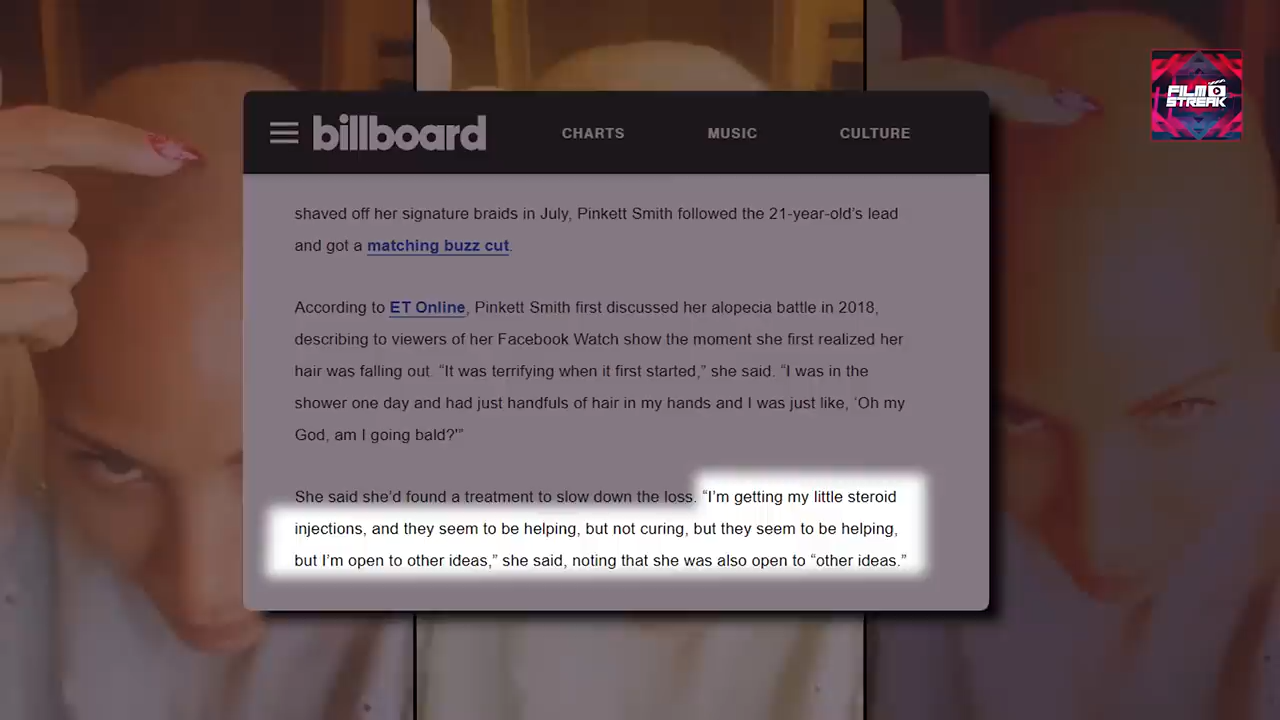 FILM
STREAK
billboard
CHARTS
MUSIC
CULTURE
shaved off her signature braids in July, Pinkett Smith followed the 21-year-old’s lead
and got a matching buzz cut.
According to ET Online, Pinkett Smith first discussed her alopecia battle in 2018,
describing to viewers of her Facebook Watch show the moment she first realized her
hair was falling out. “It was terrifying when it first started,” she said. “I was in the
shower one day and had just handfuls of hair in my hands and I was just like, ‘Oh my
God, am I going bald?'”
She said she’d found a treatment to slow down the loss. “I’m getting my little steroid
injections, and they seem to be helping, but not curing, but they seem to be helping,
but I’m open to other ideas,” she said, noting that she was also open to “other ideas.”